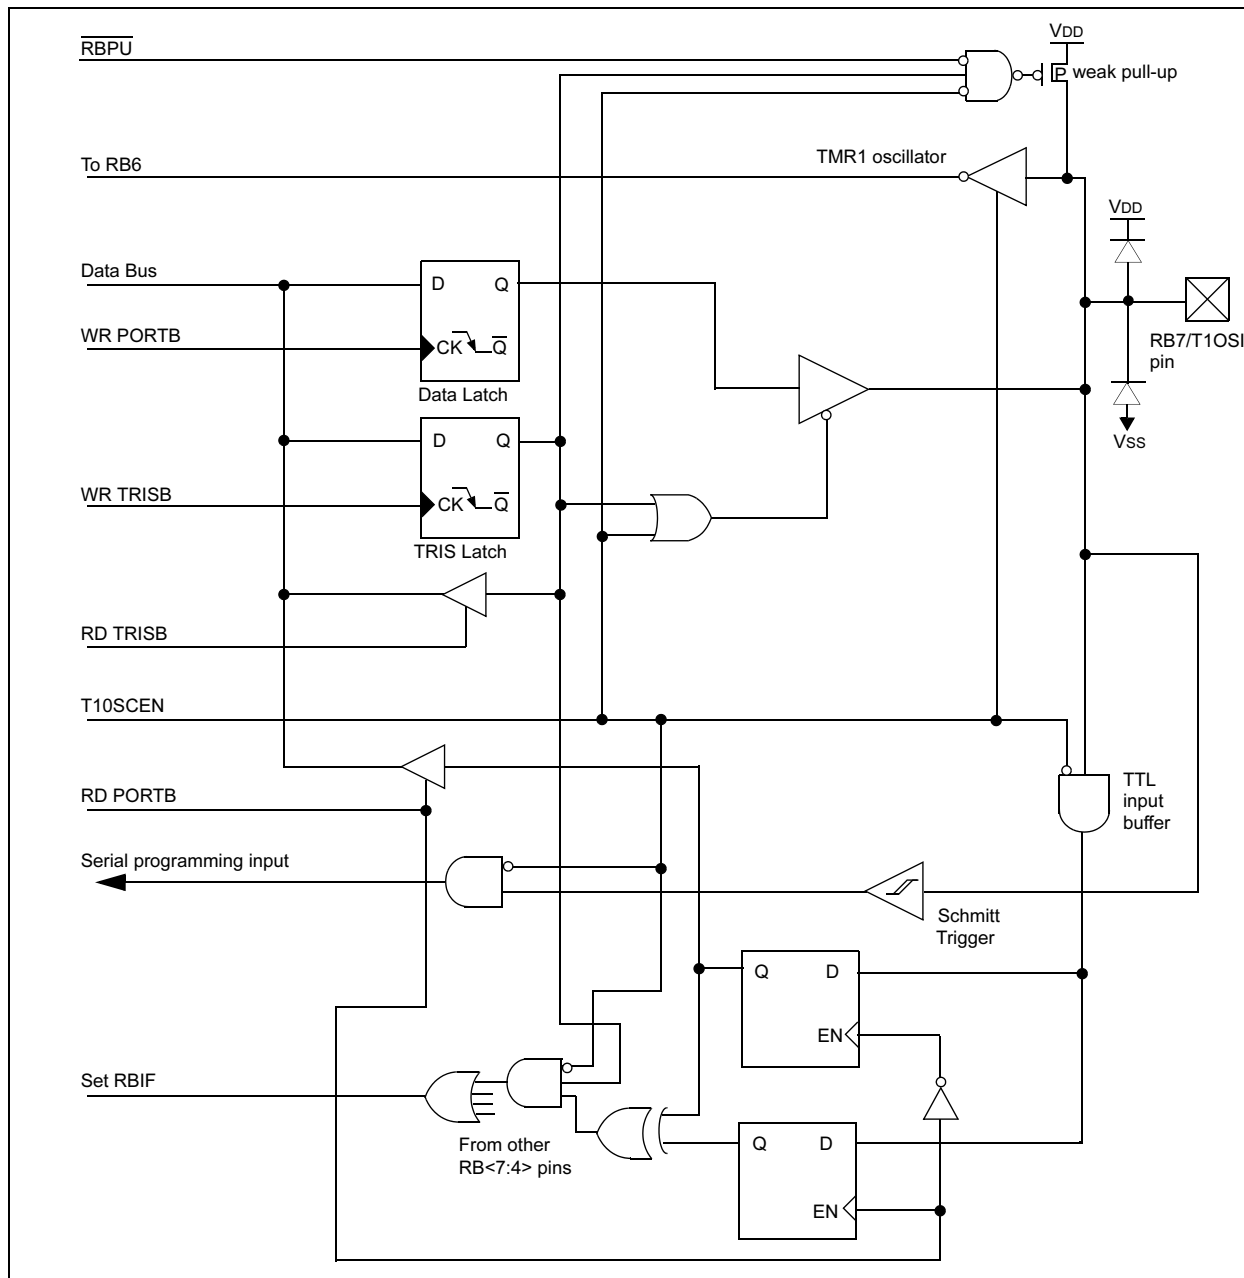 RBPU
VDD
P
weak pull-up
To RB6
TMR1 oscillator
VDD
Data Bus
D
Q
WR PORTB
CK
Q
RB7/T1OSI
pin
Data Latch
D
Q
VSS
WR TRISB
CK
Q
TRIS Latch
RD TRISB
T10SCEN
RD PORTB
TTL
input
buffer
Serial programming input
Schmitt
Trigger
Q
D
EN
Set RBIF
From other
RB<7:4> pins
Q
D
EN